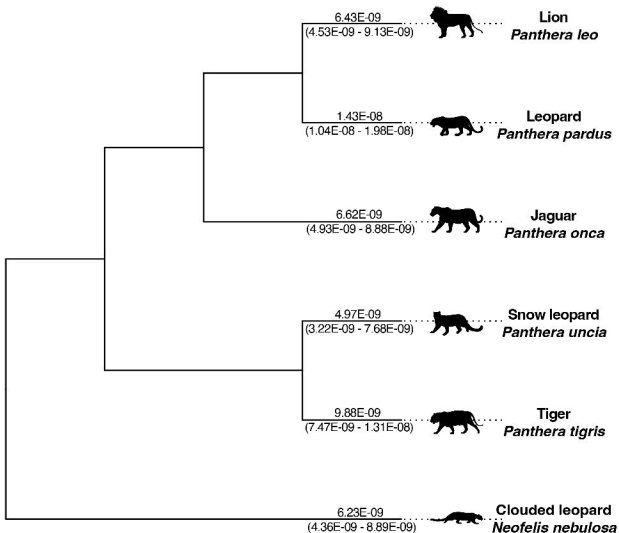 6.43E-09
(4.53E-09 - 9.13E-09)
Lion
Panthera leo
1.43E-08
(1.04E-08 - 1.98E-08)
Leopard
Panthera pardus
6.62E-09
(4.93E-09 - 8.88E-09)
Jaguar
Panthera onca
4.97E-09
(3.22E-09 - 7.68E-09)
Snow leopard
Panthera uncia
9.88E-09
(7.47E-09 - 1.31E-08)
Tiger
Panthera tigris
6.23E-09
(4.36E-09 - 8.89E-09)
Clouded leopard
Neofelis nebulosa